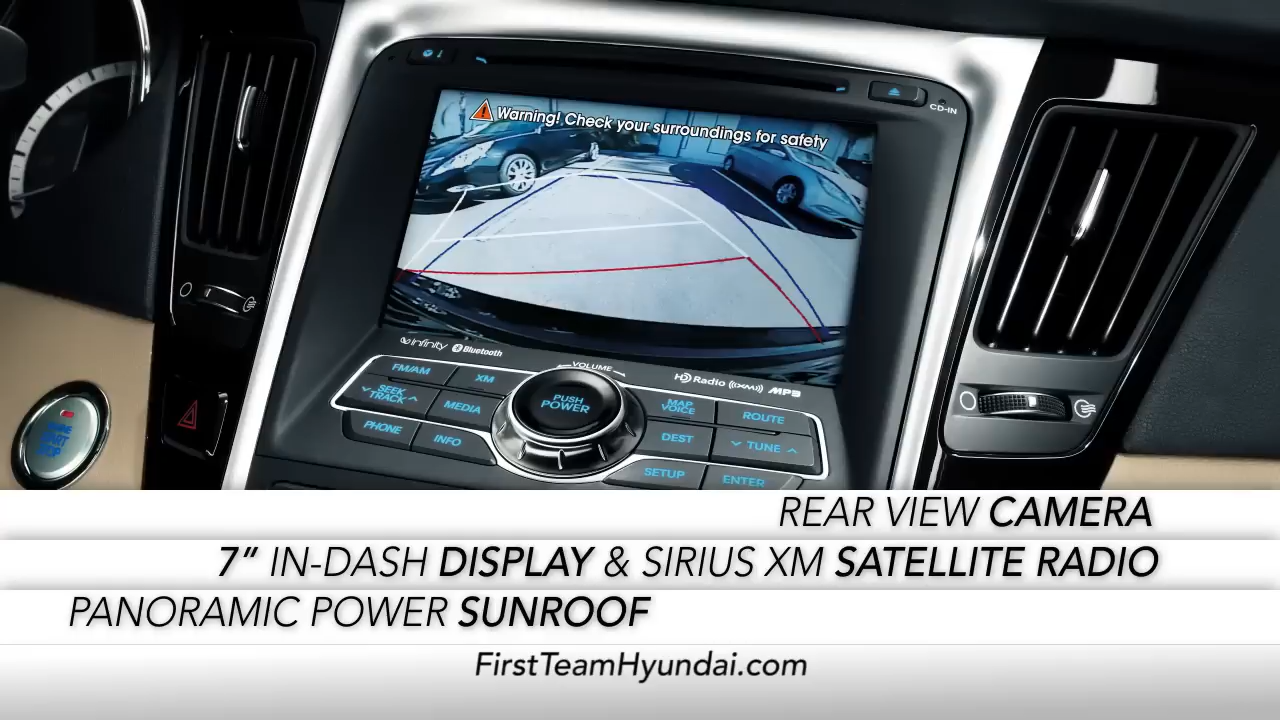 CD-IN
Warning! Check your surroundings for safety
infinity Bluetooth
VOLUME
HD Radio XM MP3
FM/AM XM
SEEK TRACK MEDIA
PHONE INFO
PUSH POWER
MAP VOICE ROUTE
DEST TUNE
SETUP ENTER
START
REAR VIEW CAMERA
7” IN-DASH DISPLAY & SIRIUS XM SATELLITE RADIO
PANORAMIC POWER SUNROOF
FirstTeamHyundai.com